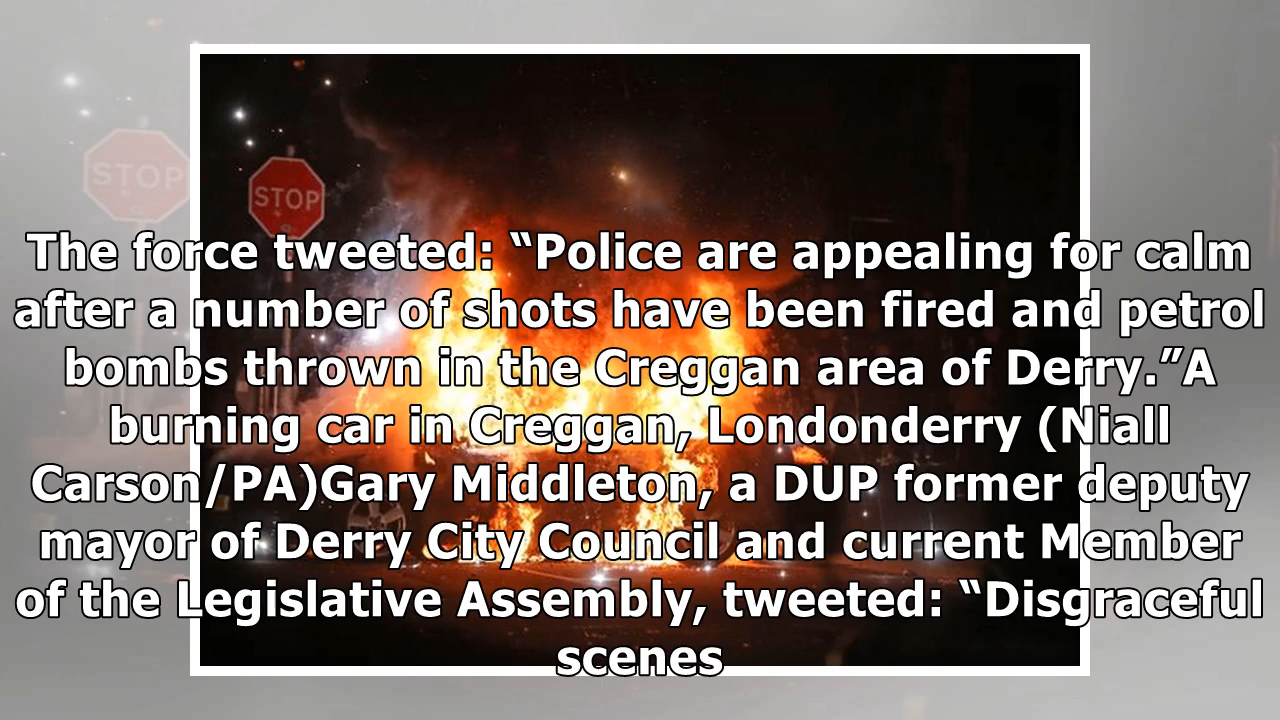 STOP
STOP
The force tweeted: “Police are appealing for calm
after a number of shots have been fired and petrol
bombs thrown in the Creggan area of Derry.”A
burning car in Creggan, Londonderry (Niall
Carson/PA)Gary Middleton, a DUP former deputy
mayor of Derry City Council and current Member
of the Legislative Assembly, tweeted: “Disgraceful
scenes